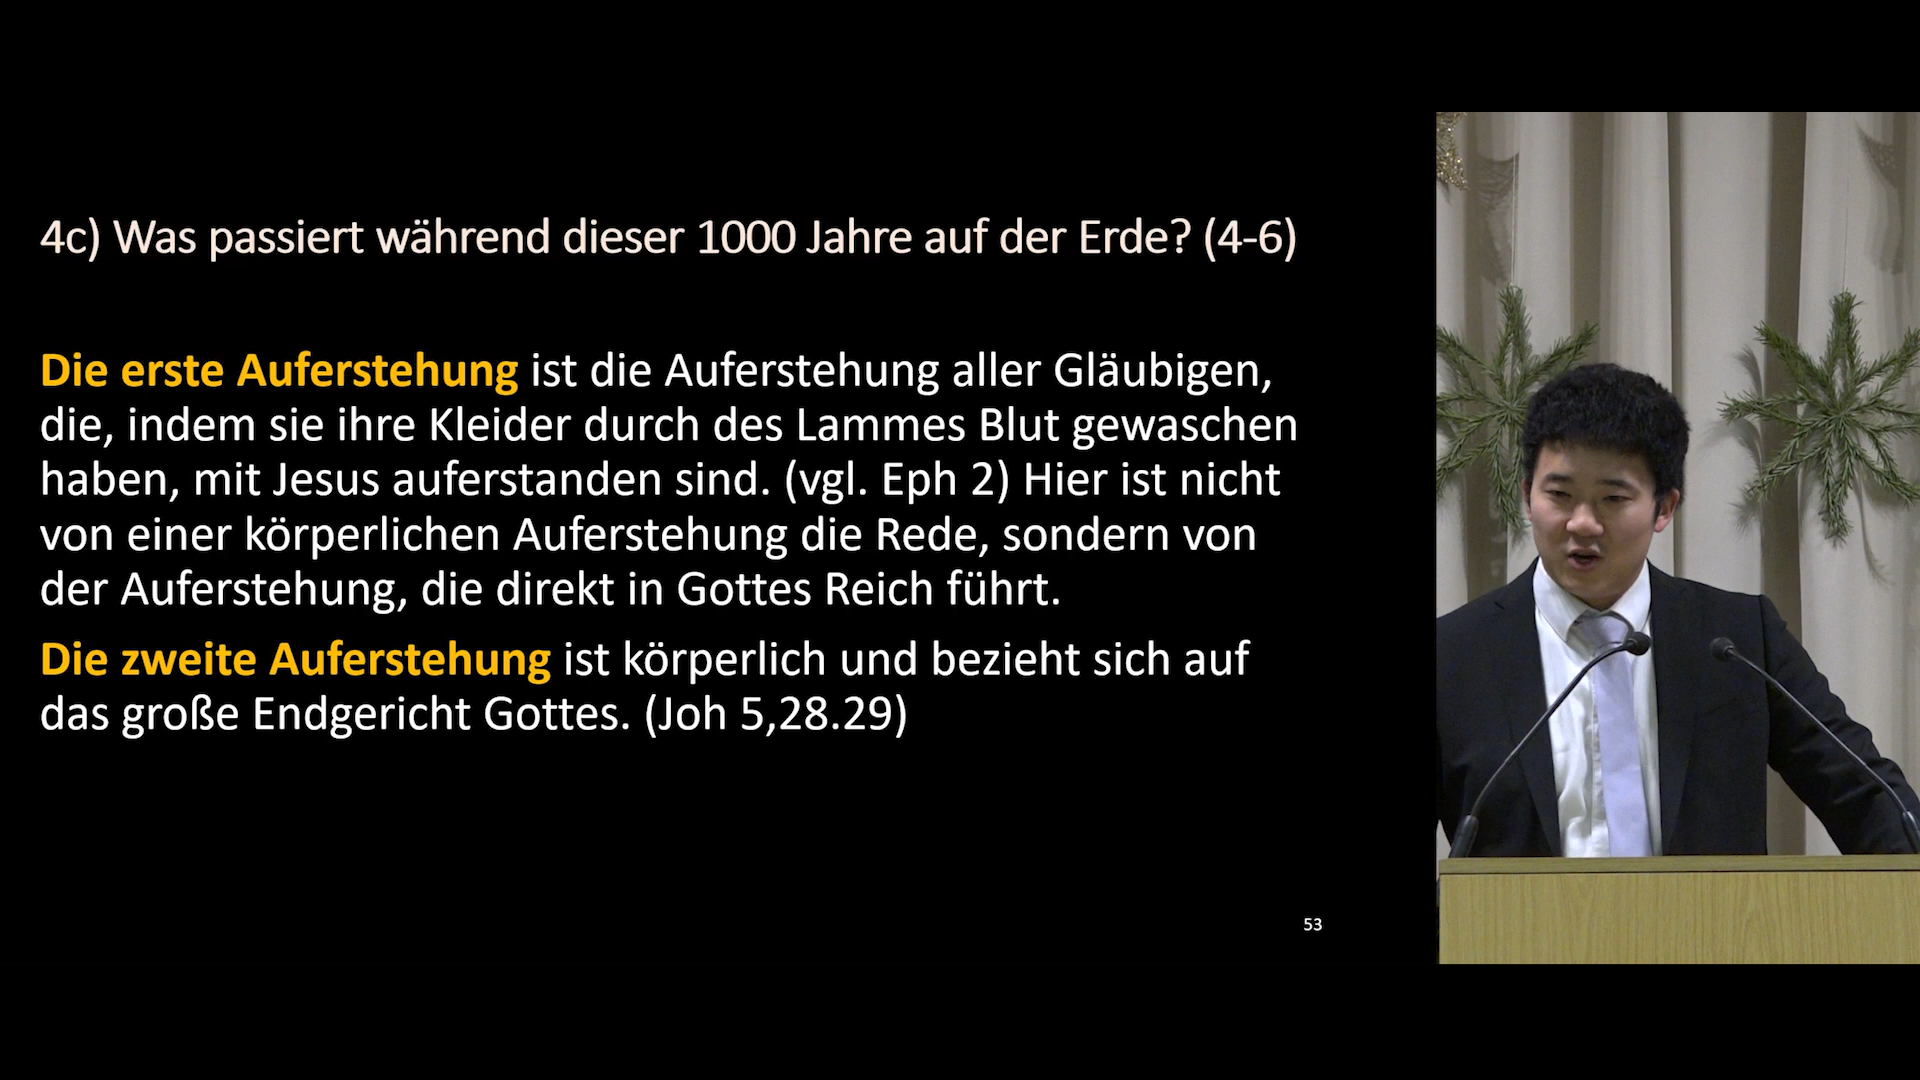 4c) Was passiert während dieser 1000 Jahre auf der Erde? (4-6)
Die erste Auferstehung ist die Auferstehung aller Gläubigen,
die, indem sie ihre Kleider durch des Lammes Blut gewaschen
haben, mit Jesus auferstanden sind. (vgl. Eph 2) Hier ist nicht
von einer körperlichen Auferstehung die Rede, sondern von
der Auferstehung, die direkt in Gottes Reich führt.
Die zweite Auferstehung ist körperlich und bezieht sich auf
das große Endgericht Gottes. (Joh 5,28.29)
53